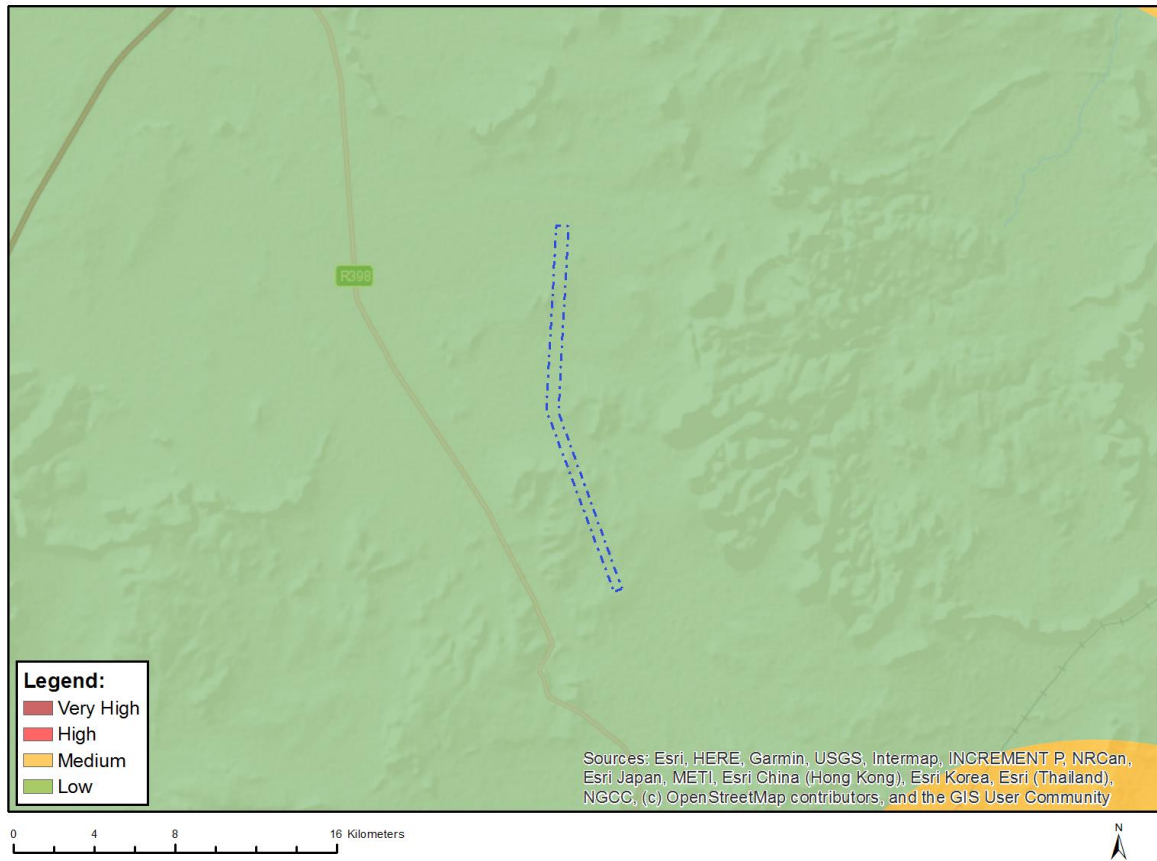 R398
Legend:
Very High
High
Medium
Low
Sources: Esri, HERE, Garmin, USGS, Intermap, INCREMENT P, NRCan,
Esri Japan, METI, Esri China (Hong Kong), Esri Korea, Esri (Thailand),
NGCC, (c) OpenStreetMap contributors, and the GIS User Community
0 4 8 16 Kilometers
N